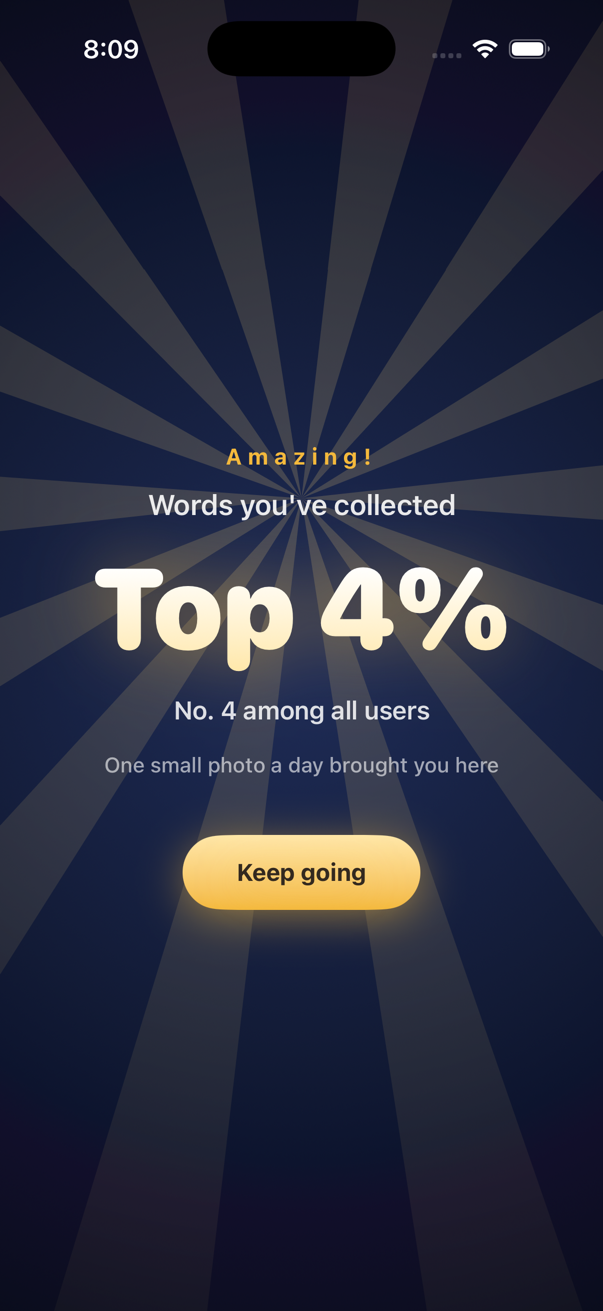 8:09
Amazing!
Words you've collected
Top 4%
No. 4 among all users
One small photo a day brought you here
Keep going